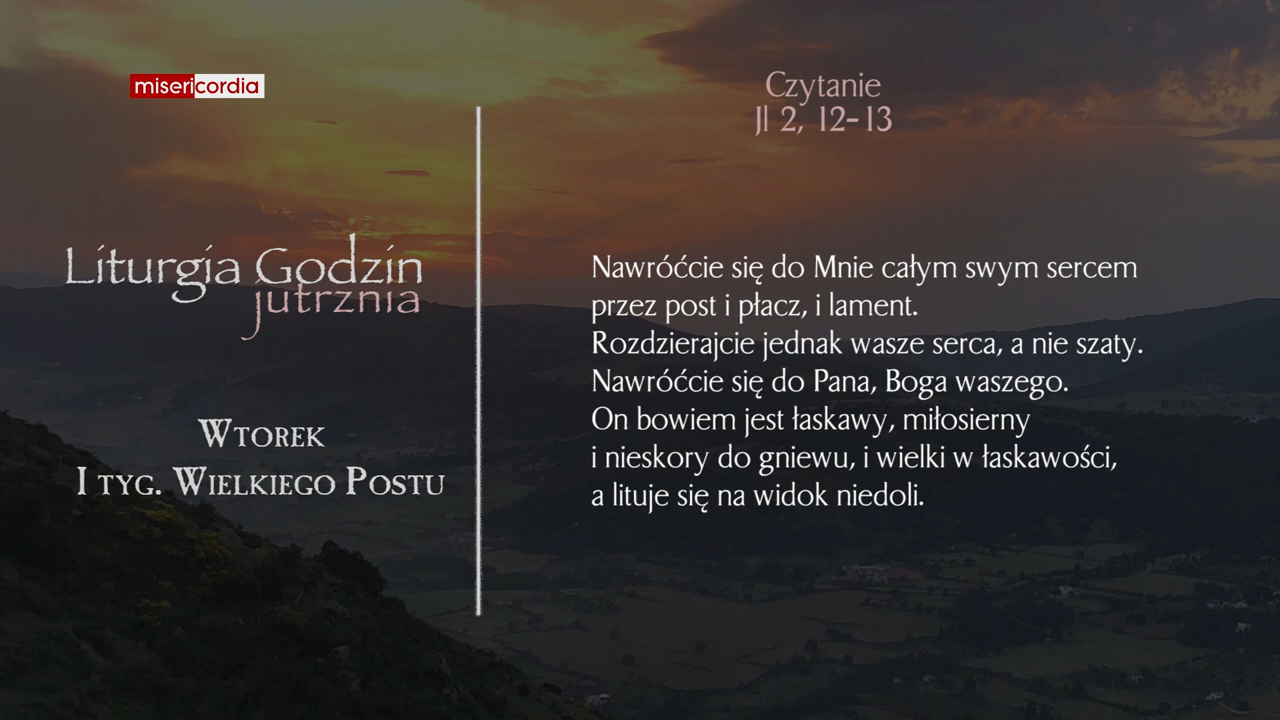 misericordia
Liturgia Godzin
jutrznia
Wtorek
I tyg. Wielkiego Postu
Czytanie
Jl 2, 12-13
Nawróćcie się do Mnie całym swym sercem
przez post i płacz, i lament.
Rozdzierajcie jednak wasze serca, a nie szaty.
Nawróćcie się do Pana, Boga waszego.
On bowiem jest łaskawy, miłosierny
i nieskory do gniewu, i wielki w łaskawości,
a lituje się na widok niedoli.